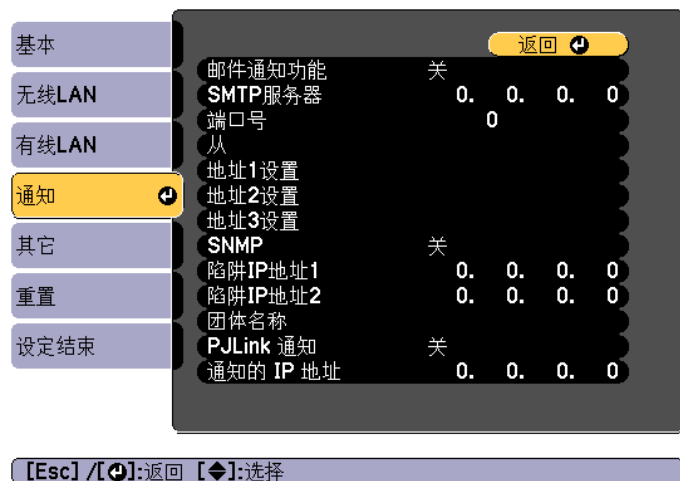 基本
无线LAN
有线LAN
通知
其它
重置
设定结束
返回
邮件通知功能 关
SMTP服务器 0. 0. 0. 0
端口号 0
从
地址1设置
地址2设置
地址3设置
SNMP 关
陷阱IP地址1 0. 0. 0. 0
陷阱IP地址2 0. 0. 0. 0
团体名称
PJLink 通知 关
通知的 IP 地址 0. 0. 0. 0
[Esc] /[⏎]:返回 [◆]:选择